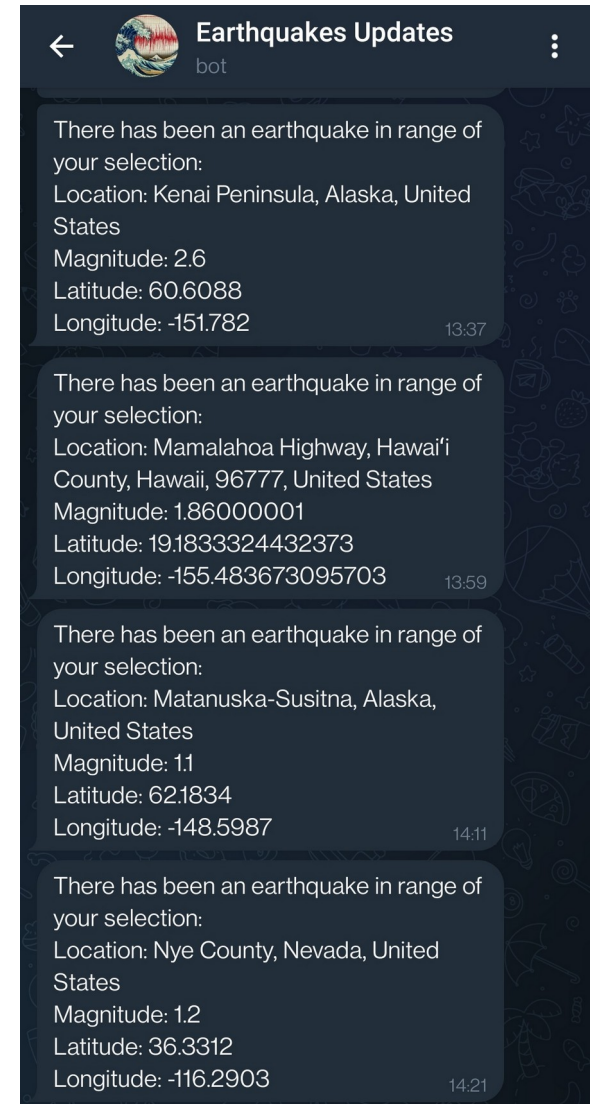 Earthquakes Updates
bot
There has been an earthquake in range of
your selection:
Location: Kenai Peninsula, Alaska, United
States
Magnitude: 2.6
Latitude: 60.6088
Longitude: -151.782
13:37
There has been an earthquake in range of
your selection:
Location: Mamalahoa Highway, Hawaiʻi
County, Hawaii, 96777, United States
Magnitude: 1.86000001
Latitude: 19.1833324432373
Longitude: -155.483673095703
13:59
There has been an earthquake in range of
your selection:
Location: Matanuska-Susitna, Alaska,
United States
Magnitude: 1.1
Latitude: 62.1834
Longitude: -148.5987
14:11
There has been an earthquake in range of
your selection:
Location: Nye County, Nevada, United
States
Magnitude: 1.2
Latitude: 36.3312
Longitude: -116.2903
14:21